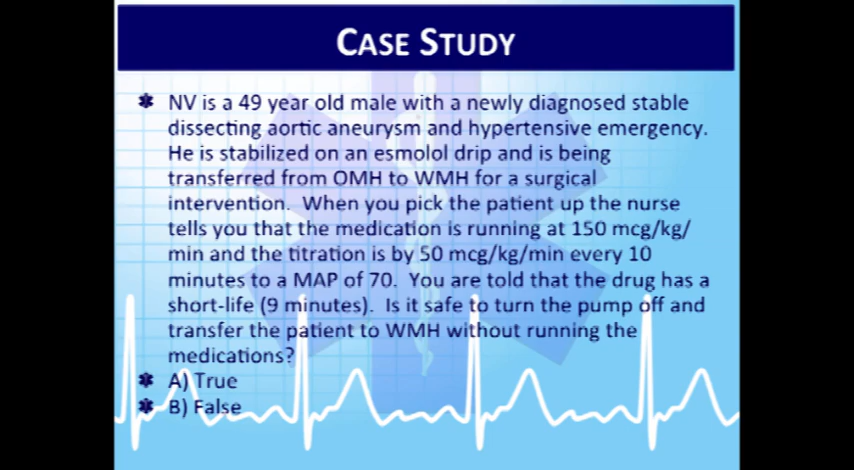 CASE STUDY
✱ NV is a 49 year old male with a newly diagnosed stable
dissecting aortic aneurysm and hypertensive emergency.
He is stabilized on an esmolol drip and is being
transferred from OMH to WMH for a surgical
intervention.  When you pick the patient up the nurse
tells you that the medication is running at 150 mcg/kg/
min and the titration is by 50 mcg/kg/min every 10
minutes to a MAP of 70.  You are told that the drug has a
short-life (9 minutes).  Is it safe to turn the pump off and
transfer the patient to WMH without running the
medications?
✱ A) True
✱ B) False